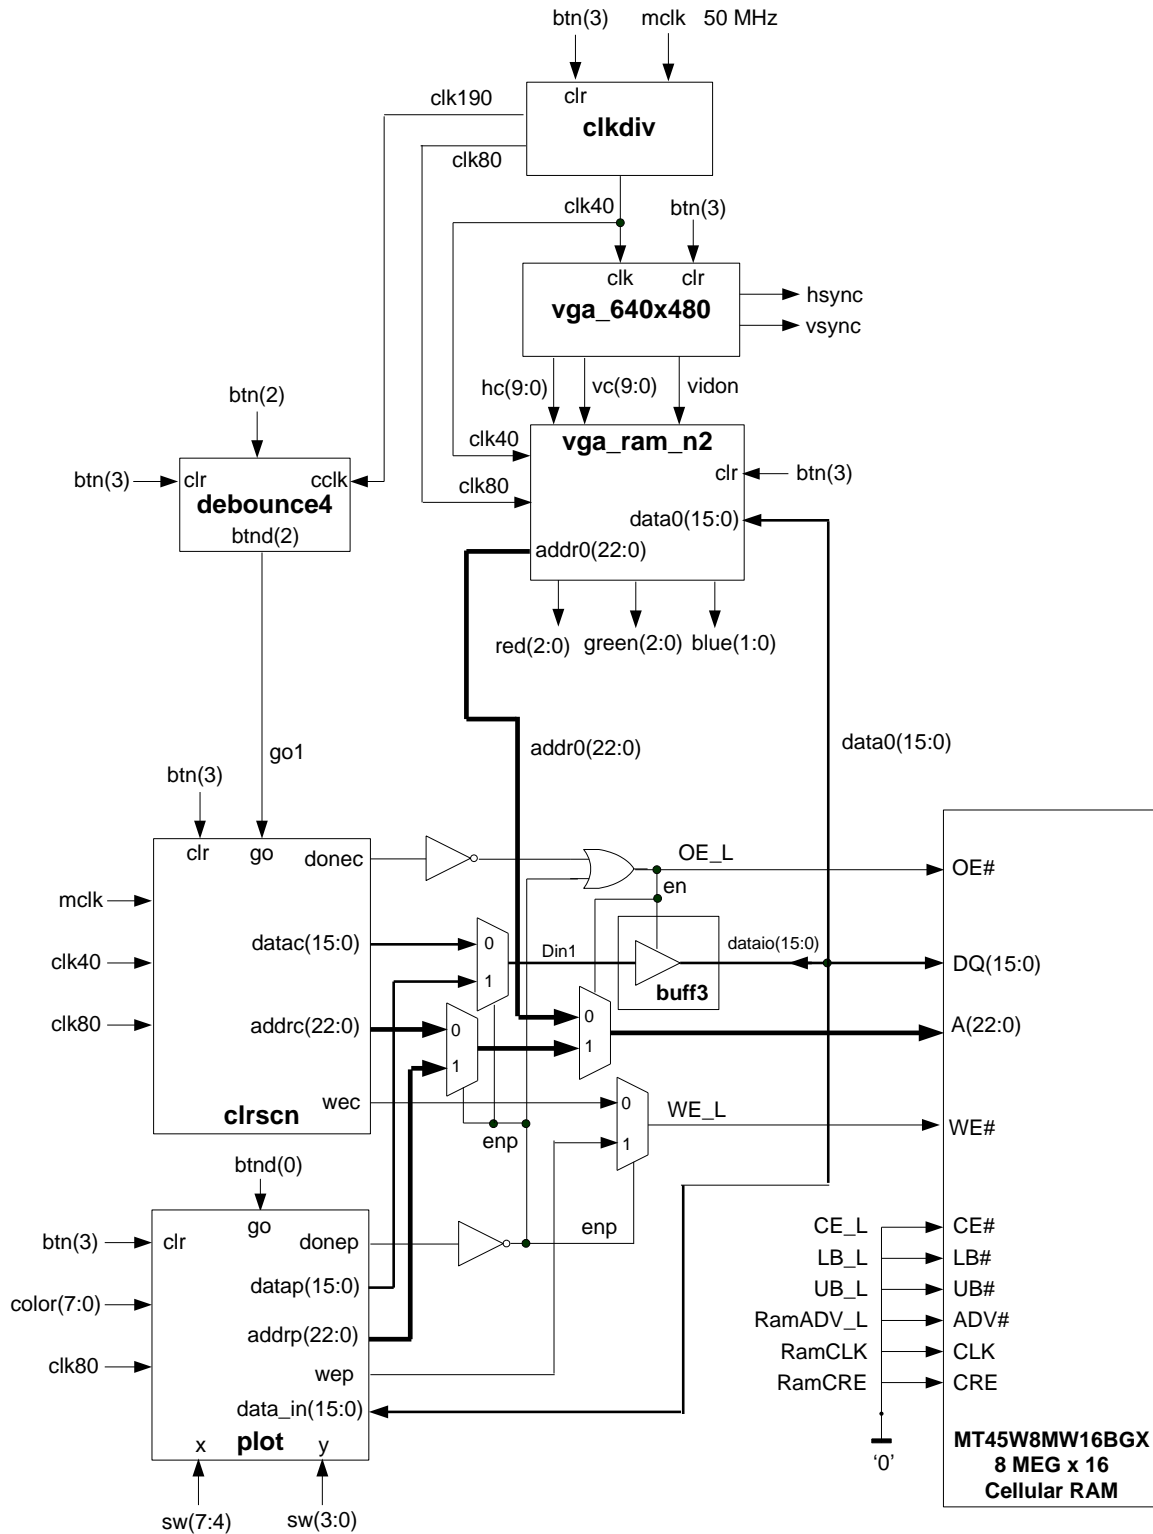 btn(3) mclk 50 MHz
clr
clk190
clkdiv
clk80
clk40
btn(3)
clk clr
vga_640x480
hsync
vsync
hc(9:0) vc(9:0) vidon
btn(2)
vga_ram_n2
clk40
btn(3) clr cclk
clr btn(3)
debounce4
clk80
data0(15:0)
btnd(2)
addr0(22:0)
red(2:0) green(2:0) blue(1:0)
go1
addr0(22:0)
data0(15:0)
btn(3)
clr go donec
OE_L
OE#
en
mclk
datac(15:0)
0
Din1
dataio(15:0)
DQ(15:0)
clk40
1
buff3
clk80
addrc(22:0)
0
0
A(22:0)
1
1
wec
0
WE_L
WE#
clrscn
enp
1
btnd(0)
go
btn(3) clr donep
enp
CE_L CE#
LB_L LB#
datap(15:0)
UB_L UB#
color(7:0)
RamADV_L ADV#
addrp(22:0)
RamCLK CLK
clk80
wep
RamCRE CRE
data_in(15:0)
plot
x y
'0'
MT45W8MW16BGX
8 MEG x 16
Cellular RAM
sw(7:4) sw(3:0)